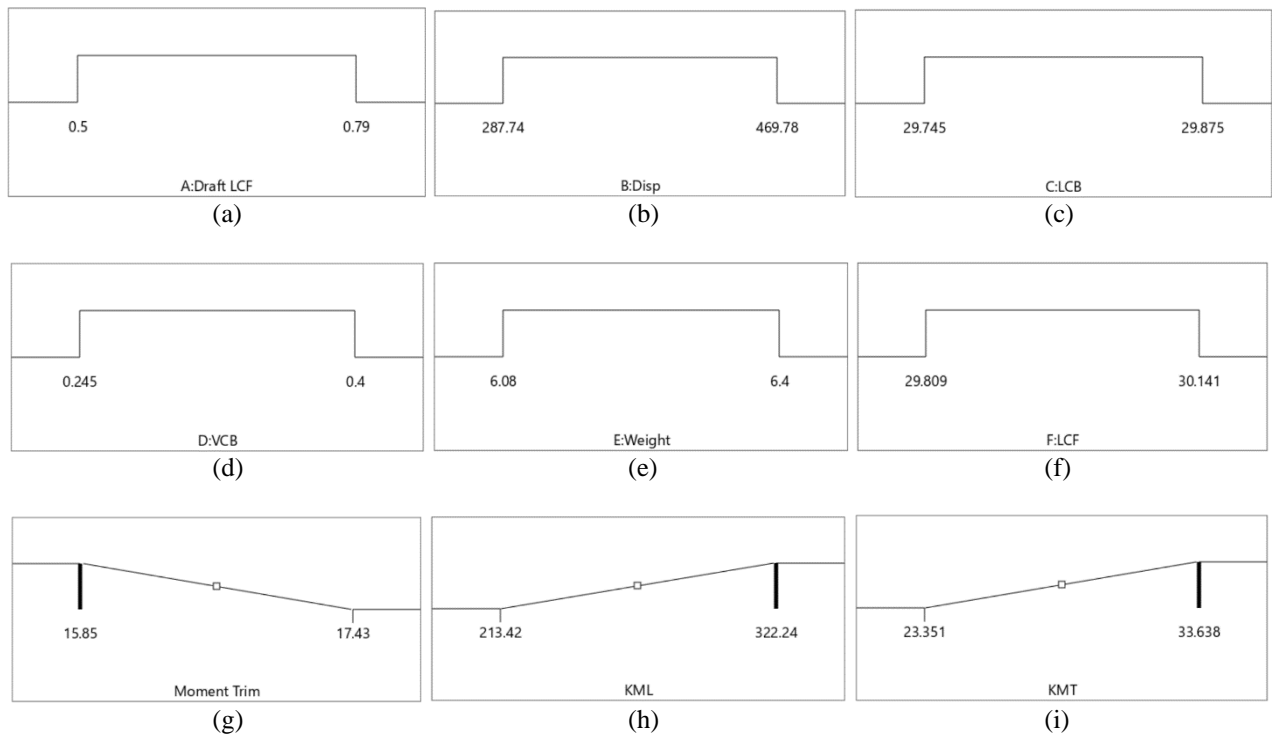 0.5 0.79
A:Draft LCF
(a)
287.74 469.78
B:Disp
(b)
29.745 29.875
C:LCB
(c)
0.245 0.4
D:VCB
(d)
6.08 6.4
E:Weight
(e)
29.809 30.141
F:LCF
(f)
15.85 17.43
Moment Trim
(g)
213.42 322.24
KML
(h)
23.351 33.638
KMT
(i)